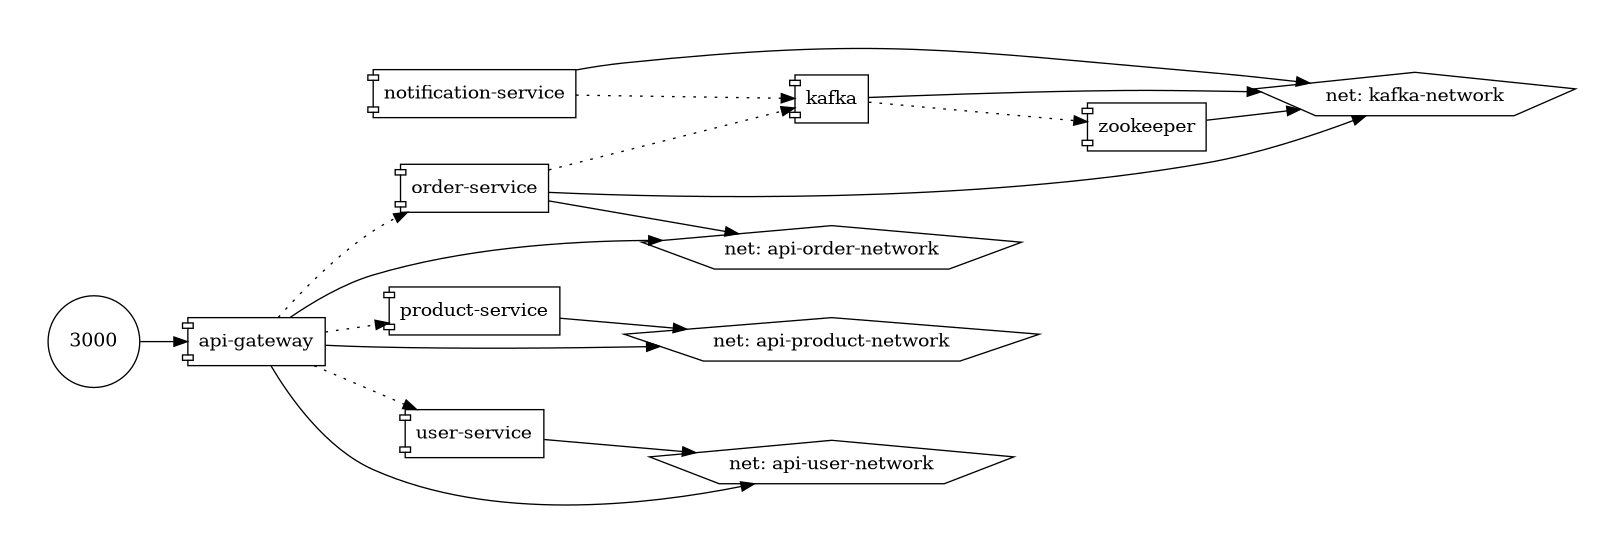 notification-service
kafka
net: kafka-network
zookeeper
order-service
net: api-order-network
product-service
3000
api-gateway
net: api-product-network
user-service
net: api-user-network